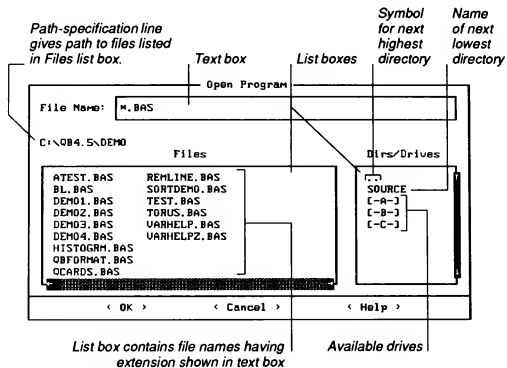 Path-specification line
gives path to files listed
in Files list box.
Text box
List boxes
Symbol
for next
highest
directory
Name
of next
lowest
directory
Open Program
File Name: *.BAS
C:\QB4.5\DEMO
Files
Dirs/Drives
ATEST.BAS REMLINE.BAS
BL.BAS SORTDEMO.BAS
DEMO1.BAS TEST.BAS
DEMO2.BAS TORUS.BAS
DEMO3.BAS VARHELP.BAS
DEMO4.BAS VARHELP2.BAS
HISTOGRM.BAS
QBFORMAT.BAS
QCARDS.BAS
..
SOURCE
[-A-]
[-B-]
[-C-]
< OK > < Cancel > < Help >
List box contains file names having
extension shown in text box
Available drives